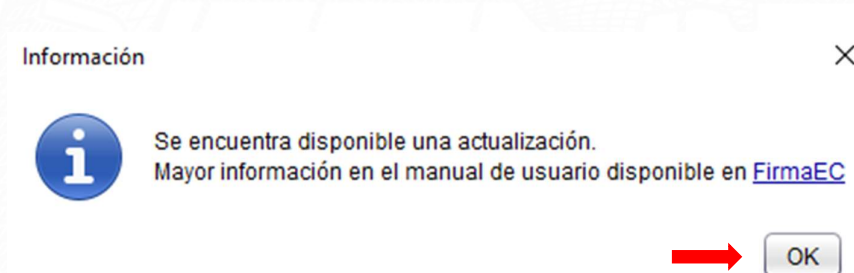 Información
Se encuentra disponible una actualización.
Mayor información en el manual de usuario disponible en FirmaEC
OK